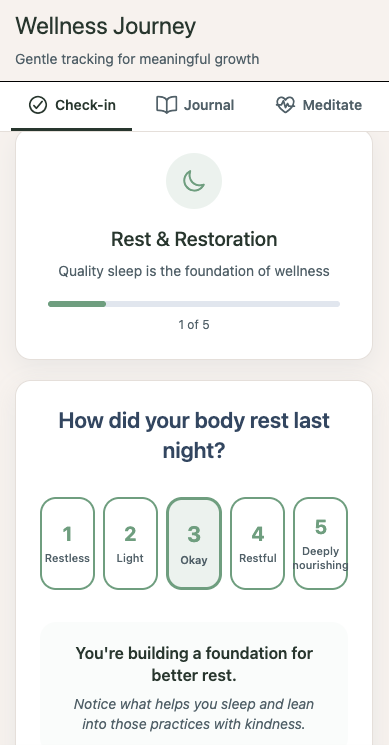 Wellness Journey
Gentle tracking for meaningful growth
Check-in
Journal
Meditate
Rest & Restoration
Quality sleep is the foundation of wellness
1 of 5
How did your body rest last
night?
1
Restless
2
Light
3
Okay
4
Restful
5
Deeply
nourishing
You're building a foundation for
better rest.
Notice what helps you sleep and lean
into those practices with kindness.